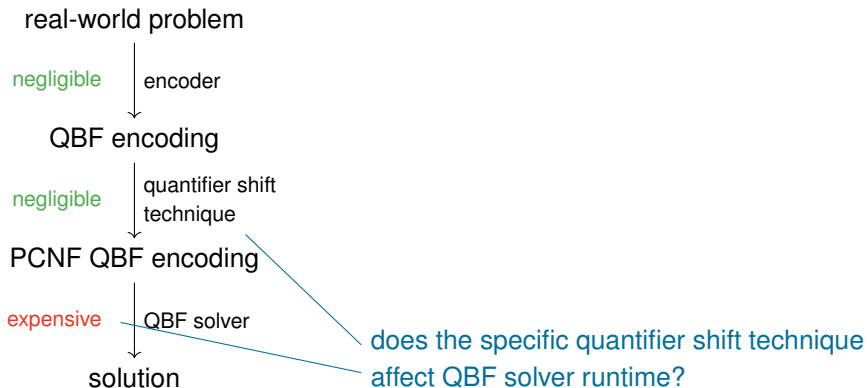 real-world problem
negligible
encoder
QBF encoding
negligible
quantifier shift
technique
PCNF QBF encoding
expensive
QBF solver
does the specific quantifier shift technique
affect QBF solver runtime?
solution